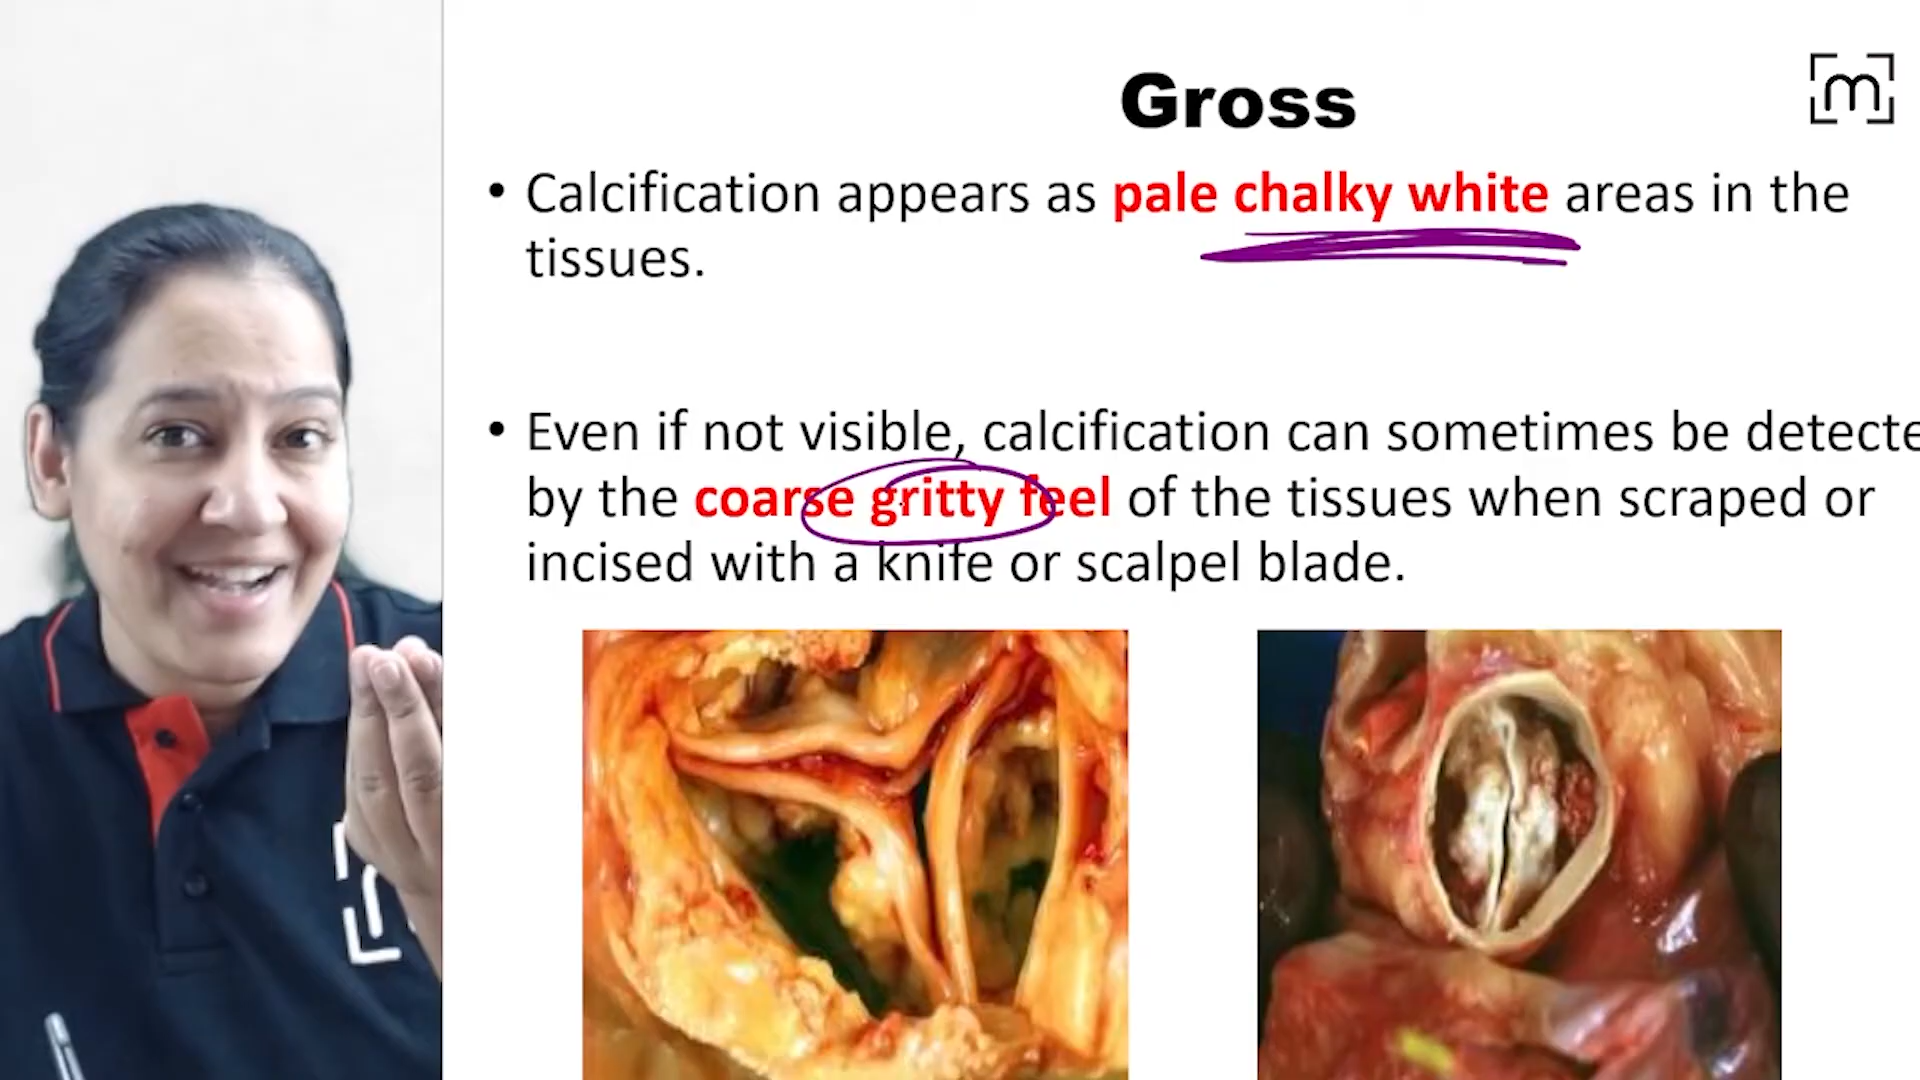 Gross
m
• Calcification appears as pale chalky white areas in the
tissues.
• Even if not visible, calcification can sometimes be detecte
by the coarse gritty feel of the tissues when scraped or
incised with a knife or scalpel blade.